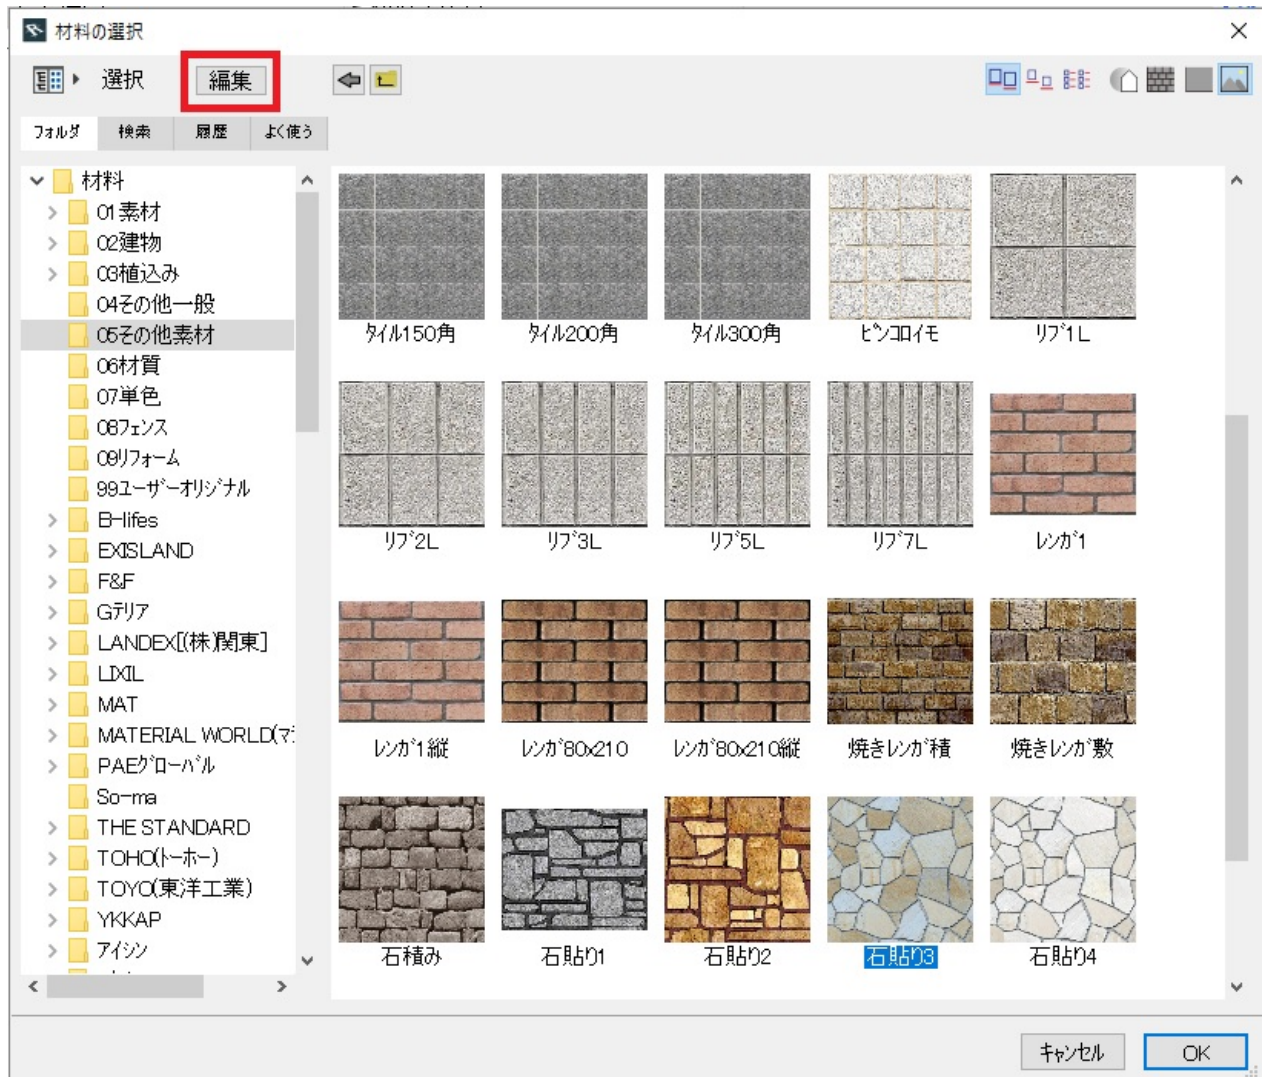 材料の選択
選択 編集
フォルダ 検索 履歴 よく使う
材料
01素材
02建物
03植込み
04その他一般
05その他素材
06材質
07単色
08フェンス
09リフォーム
99ユーザーオリジナル
B-lifes
EXISLAND
F&F
Gテリア
LANDEX[(株)関東]
LIXIL
MAT
MATERIAL WORLD(マ
PAEグローバル
So-ma
THE STANDARD
TOHO(トーホー)
TOYO(東洋工業)
YKKAP
アイシン
タイル150角 タイル200角 タイル300角 ピンコロイモ リブ1L
リブ2L リブ3L リブ5L リブ7L レンガ1
レンガ1縦 レンガ80x210 レンガ80x210縦 焼きレンガ積 焼きレンガ敷
石積み 石貼り1 石貼り2 石貼り3 石貼り4
キャンセル OK